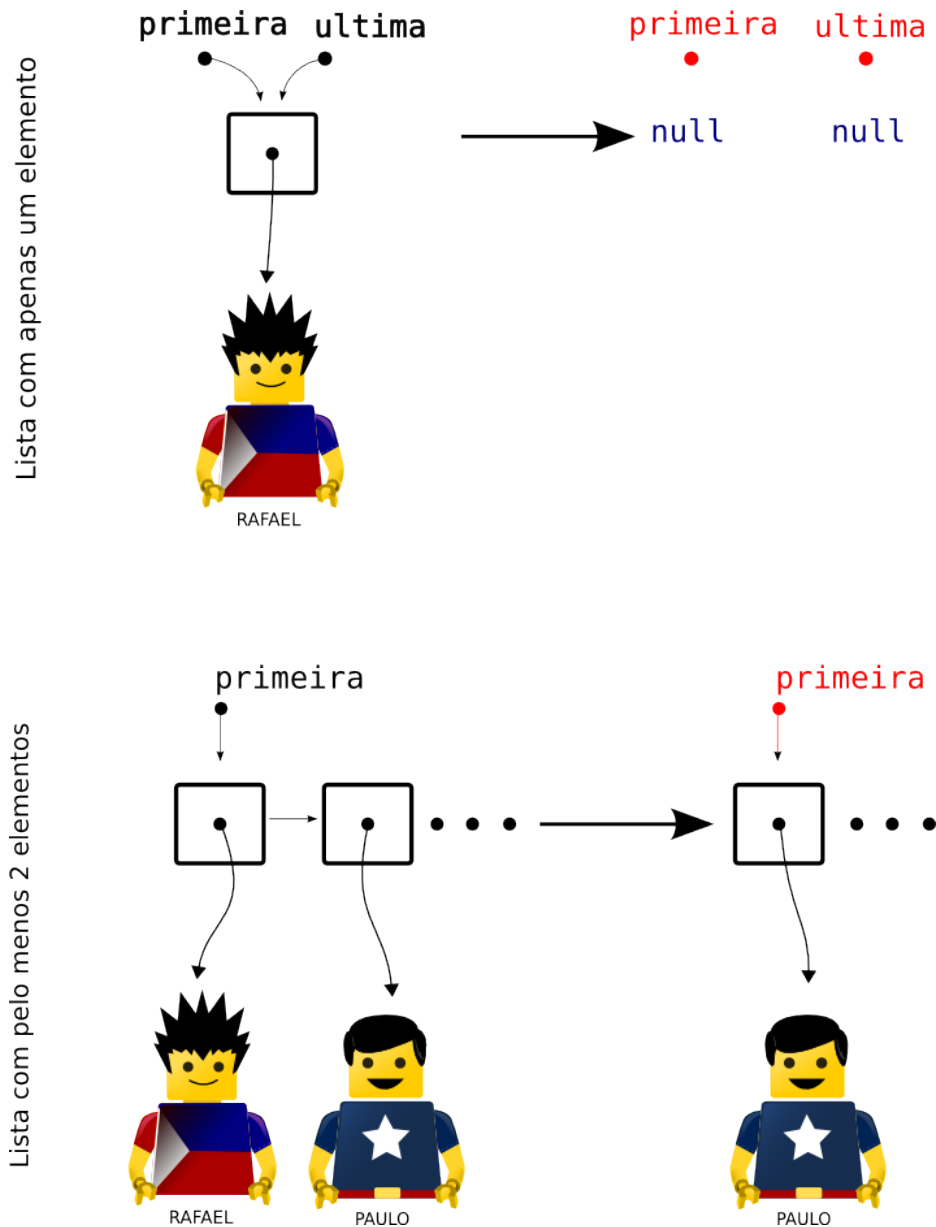 primeira ultima
primeira ultima
null null
Lista com apenas um elemento
RAFAEL
primeira
primeira
Lista com pelo menos 2 elementos
RAFAEL
PAULO
PAULO